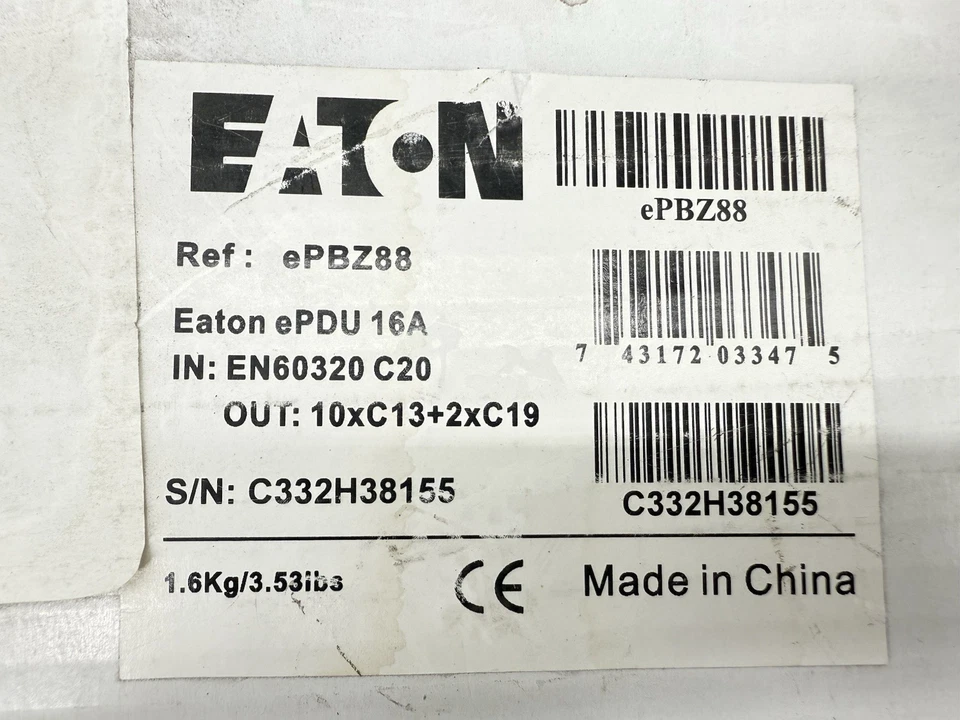 EATON
ePBZ88
Ref: ePBZ88
7 43172 03347 5
Eaton ePDU 16A
IN: EN60320 C20
OUT: 10xC13+2xC19
S/N: C332H38155
C332H38155
1.6Kg/3.53lbs
CE
Made in China